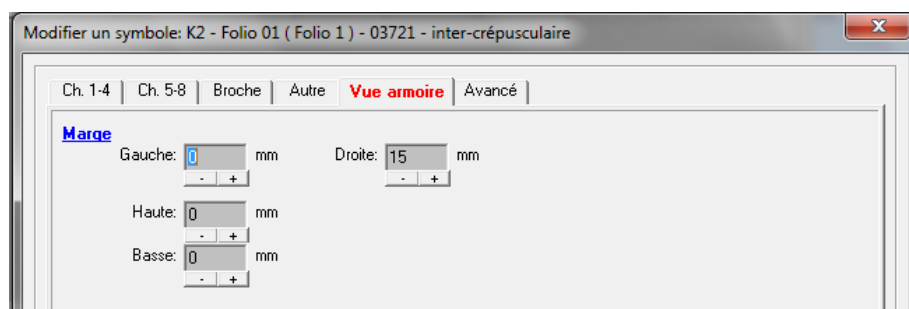 Modifier un symbole: K2 - Folio 01 ( Folio 1 ) - 03721 - inter-crépusculaire
Ch. 1-4 Ch. 5-8 Broche Autre Vue armoire Avancé
Marge
Gauche: 0 mm Droite: 15 mm
- + - +
Haute: 0 mm
- +
Basse: 0 mm
- +